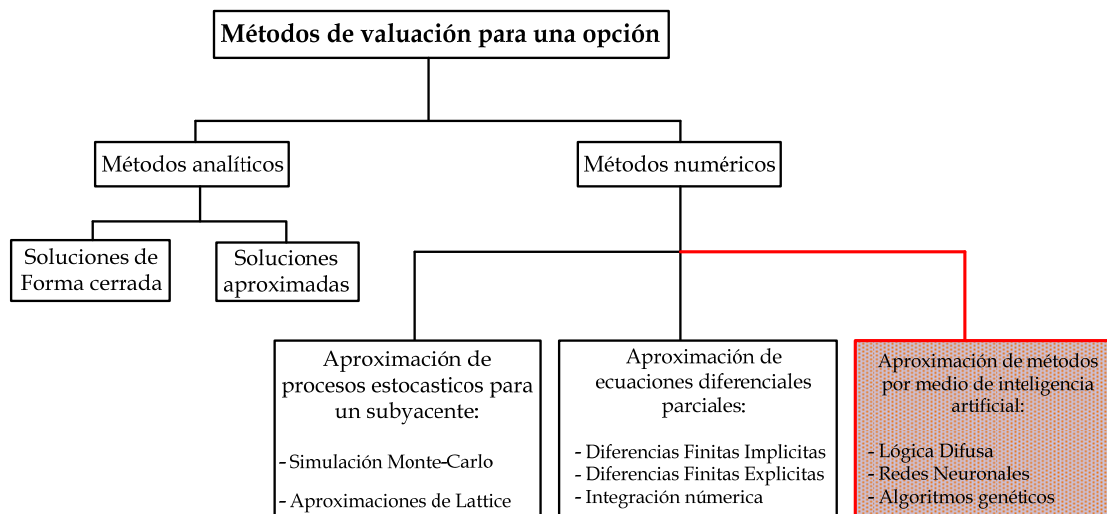 Métodos de valuación para una opción
Métodos analíticos
Métodos numéricos
Soluciones de
Forma cerrada
Soluciones
aproximadas
Aproximación de
procesos estocasticos para
un subyacente:
- Simulación Monte-Carlo
- Aproximaciones de Lattice
Aproximación de
ecuaciones diferenciales
parciales:
- Diferencias Finitas Implicitas
- Diferencias Finitas Explicitas
- Integración númerica
Aproximación de métodos
por medio de inteligencia
artificial:
- Lógica Difusa
- Redes Neuronales
- Algoritmos genéticos